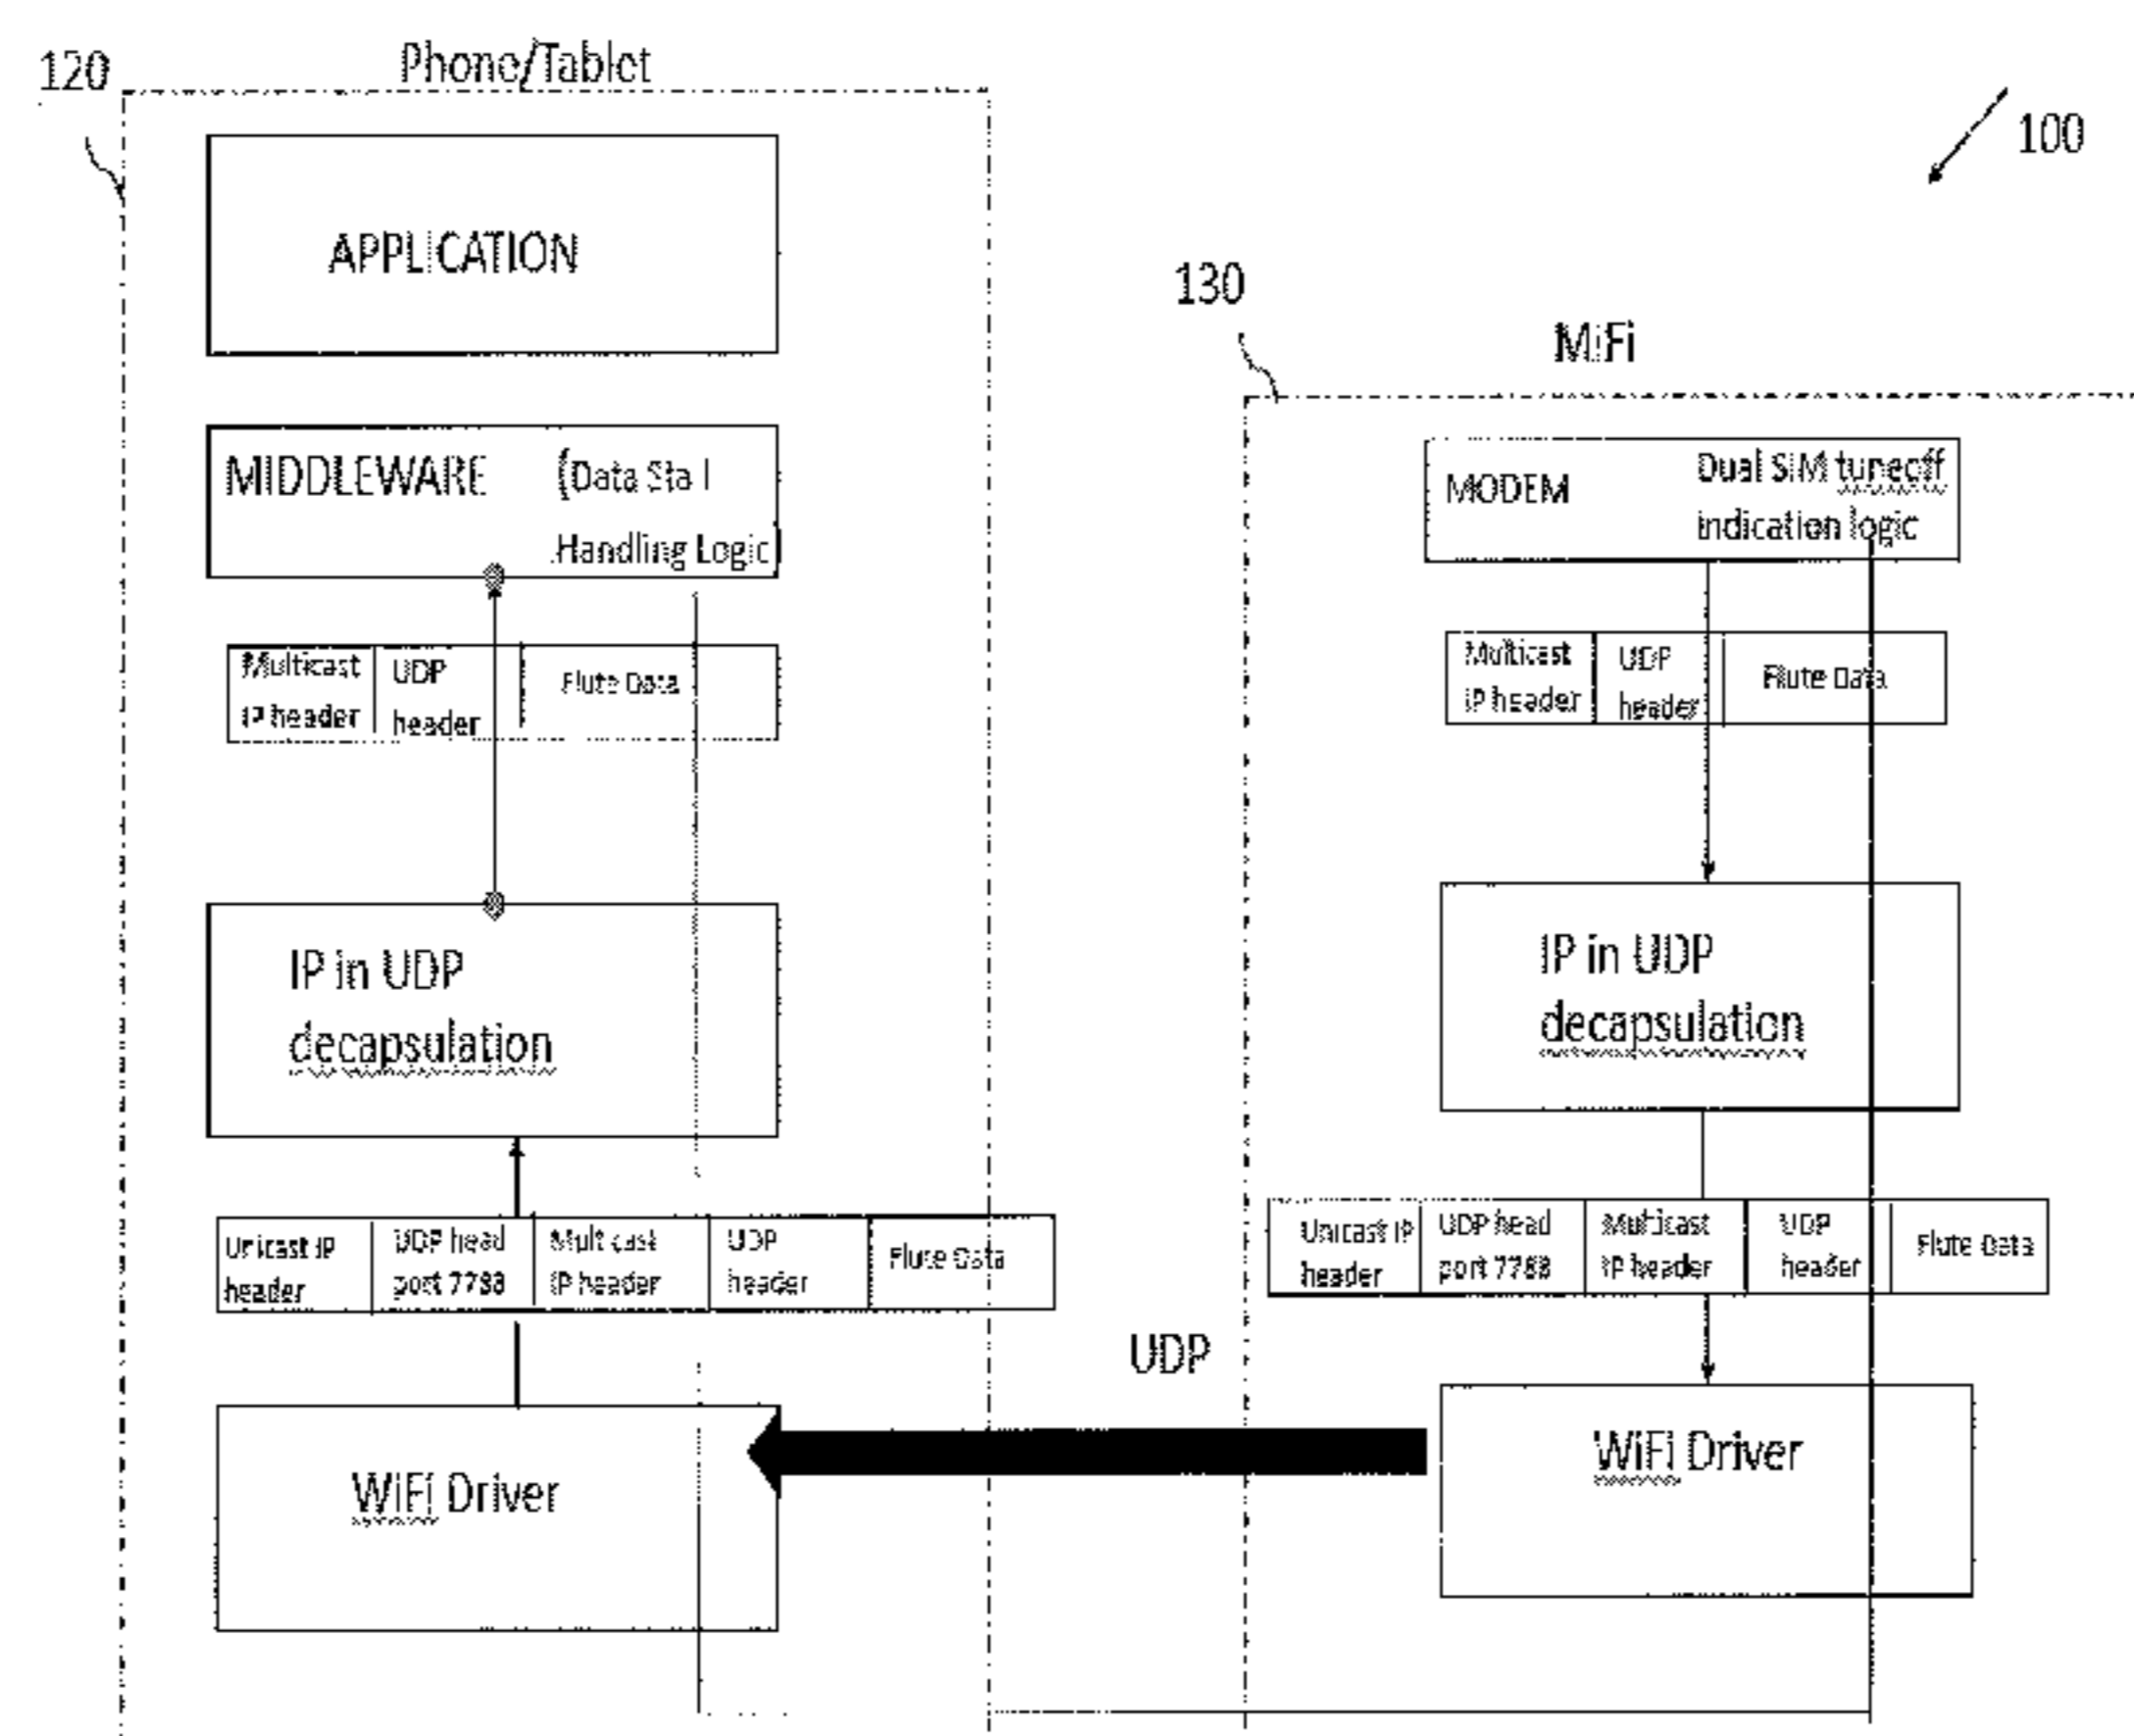 120
Phone/Tablet
100
APPLICATION
130
MiFi
MIDDLEWARE (Data Stall
Handling Logic
MODEM
Dual SIM tuneoff
indication logic
Multicast
IP header
UDP
header
Flute Data
Multicast
IP header
UDP
header
Flute Data
IP in UDP
decapsulation
IP in UDP
decapsulation
Unicast IP
header
UDP head
port 7788
Multicast
IP header
UDP
header
Flute Data
Unicast IP
header
UDP head
port 7788
Multicast
IP header
UDP
header
Flute Data
UDP
WiFi Driver
WiFi Driver